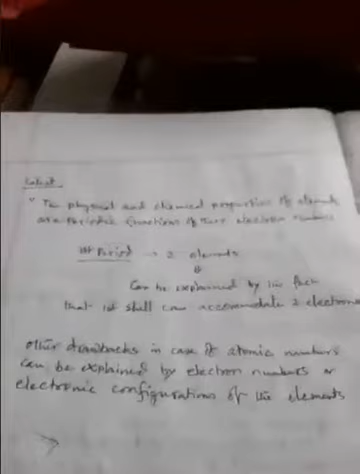 " The physical and chemical properties of elements
are Periodic functions of their electron numbers
1st Period → 2 elements
Can be explained by the fact
that 1st shell can accommodate 2 electrons
Other drawbacks in case of atomic numbers
can be explained by electron numbers or
electronic configurations of the elements